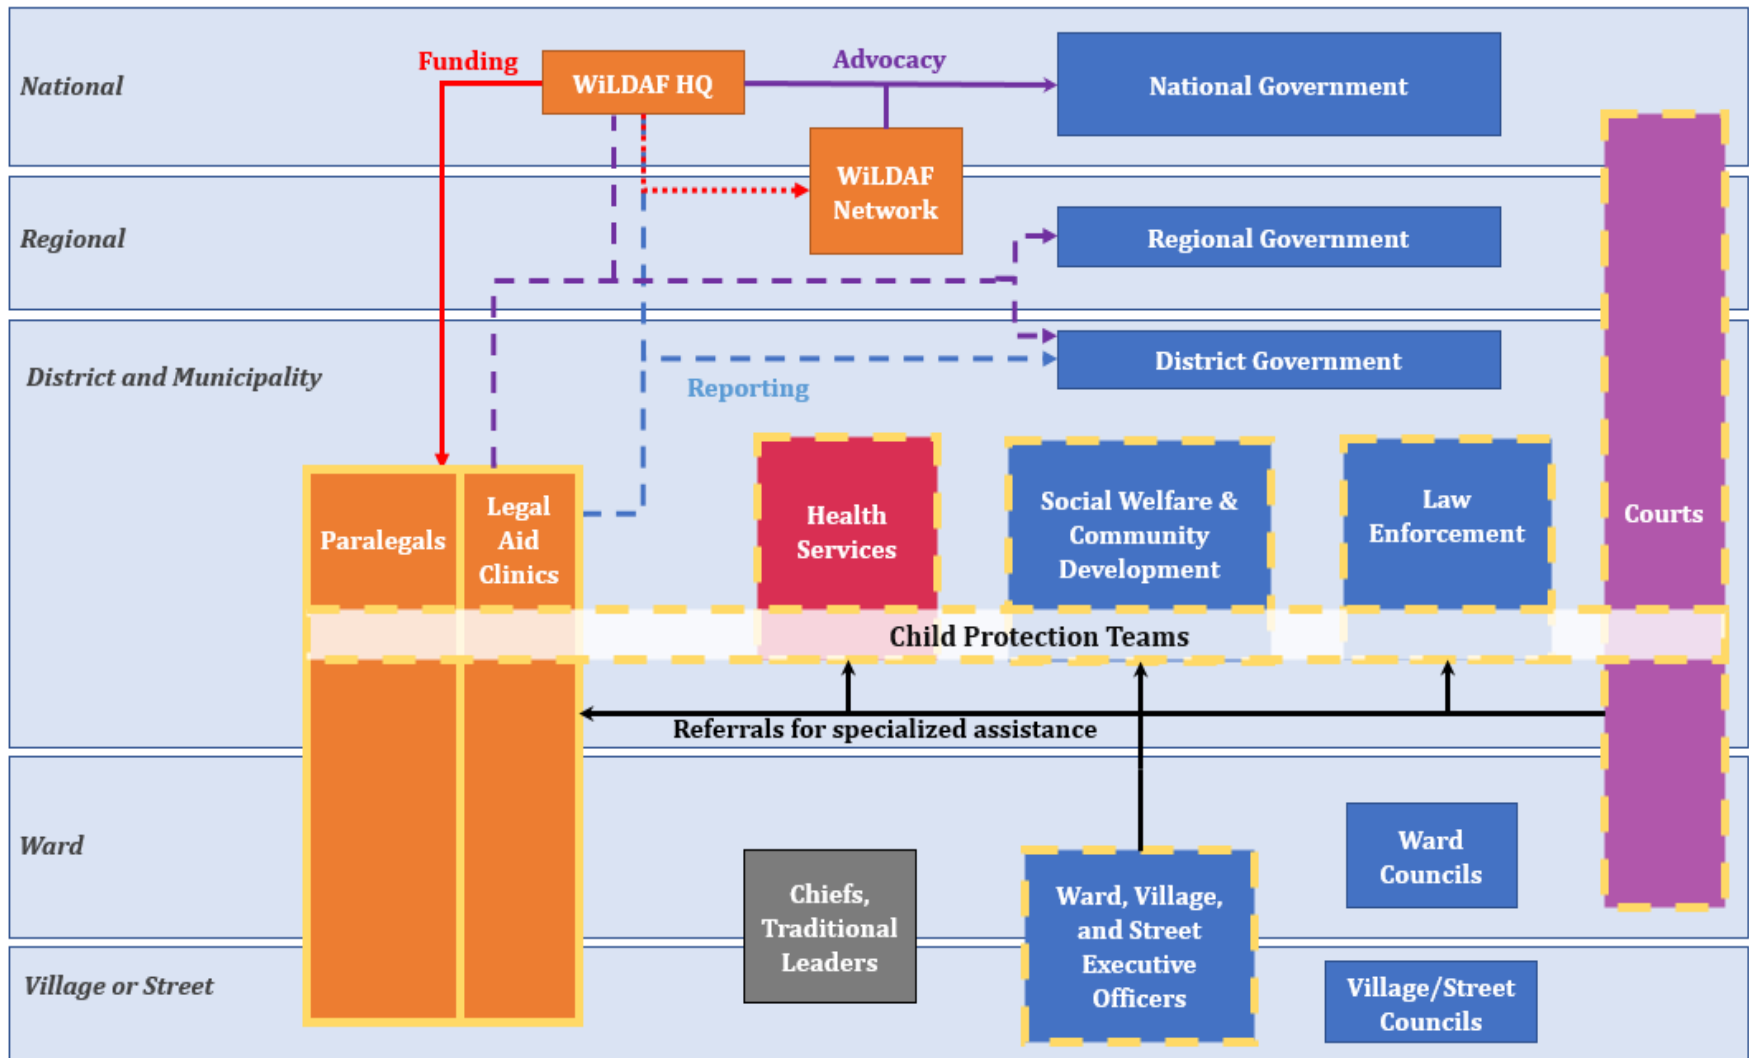 National
Funding
WiLDAF HQ
Advocacy
National Government
WiLDAF
Network
Regional
Regional Government
District and Municipality
District Government
Reporting
Paralegals
Legal
Aid
Clinics
Health
Services
Social Welfare &
Community
Development
Law
Enforcement
Courts
Child Protection Teams
Referrals for specialized assistance
Ward
Chiefs,
Traditional
Leaders
Ward, Village,
and Street
Executive
Officers
Ward
Councils
Village or Street
Village/Street
Councils